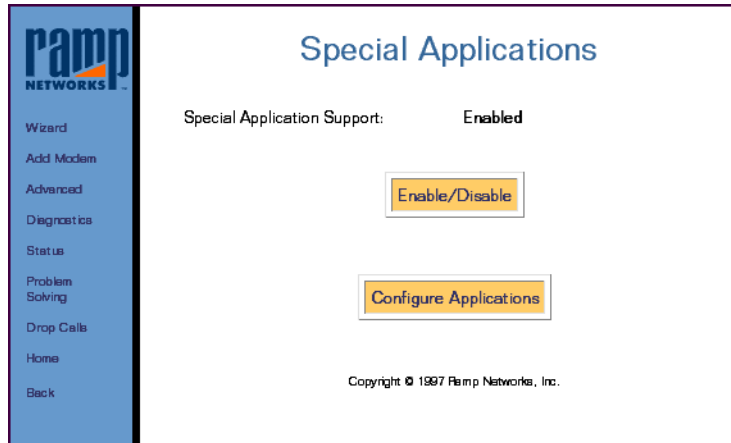 ramp
NETWORKS
Wizard
Add Modem
Advanced
Diagnostics
Status
Problem
Solving
Drop Calls
Home
Back
Special Applications
Special Application Support: Enabled
Enable/Disable
Configure Applications
Copyright © 1997 Ramp Networks, Inc.